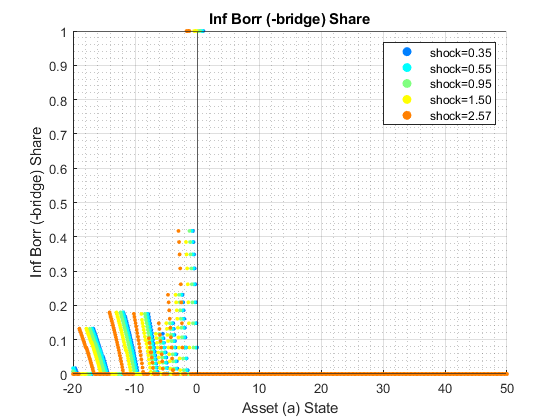 Inf Borr (-bridge) Share
1
0.9
0.8
0.7
0.6
0.5
0.4
0.3
0.2
0.1
0
Inf Borr (-bridge) Share
shock=0.35
shock=0.55
shock=0.95
shock=1.50
shock=2.57
-20 -10 0 10 20 30 40 50
Asset (a) State